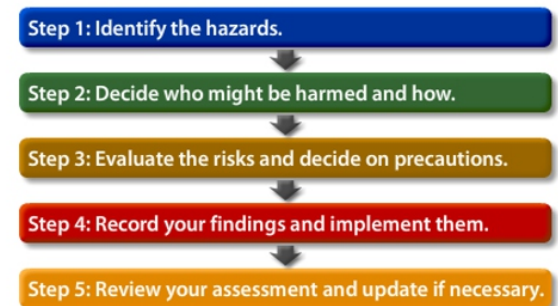 Step 1: Identify the hazards.
Step 2: Decide who might be harmed and how.
Step 3: Evaluate the risks and decide on precautions.
Step 4: Record your findings and implement them.
Step 5: Review your assessment and update if necessary.